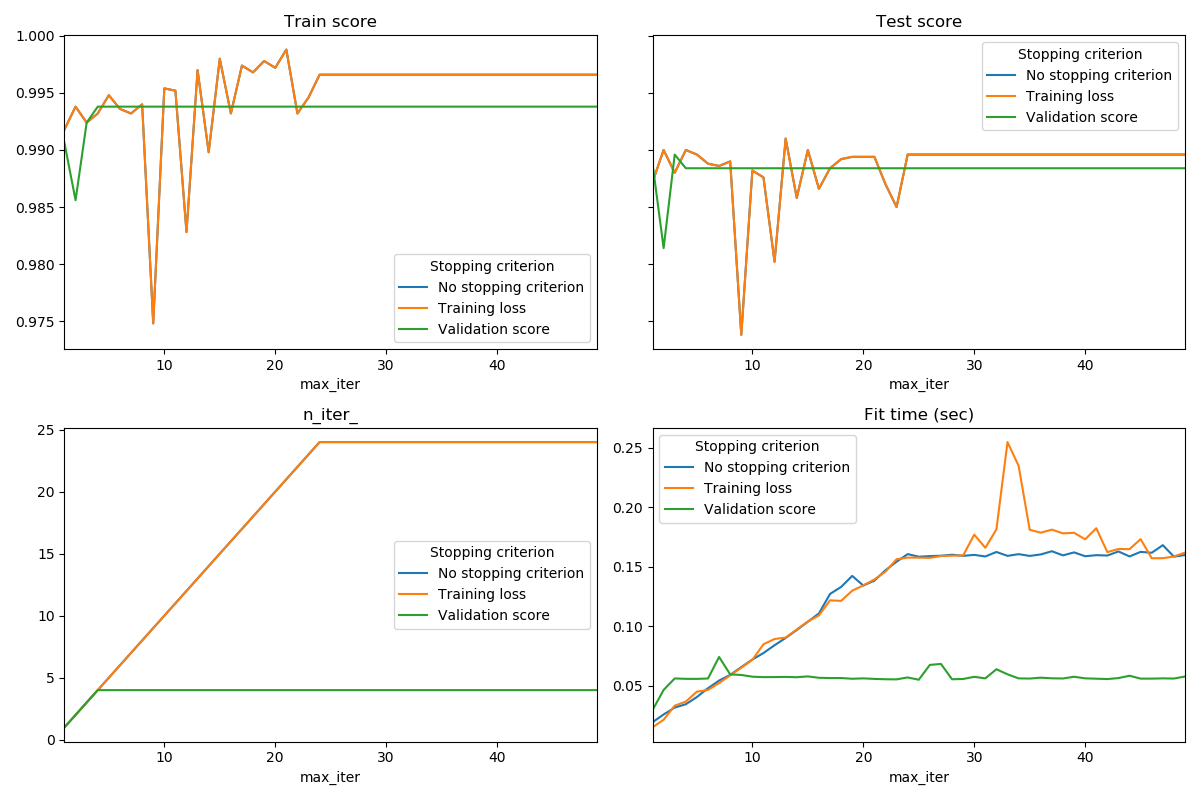 Train score
1.000
0.995
0.990
0.985
0.980
0.975
Stopping criterion
No stopping criterion
Training loss
Validation score
10 20 30 40
max_iter
Test score
Stopping criterion
No stopping criterion
Training loss
Validation score
10 20 30 40
max_iter
n_iter_
25
20
15
10
5
0
Stopping criterion
No stopping criterion
Training loss
Validation score
10 20 30 40
max_iter
Fit time (sec)
0.25
0.20
0.15
0.10
0.05
Stopping criterion
No stopping criterion
Training loss
Validation score
10 20 30 40
max_iter